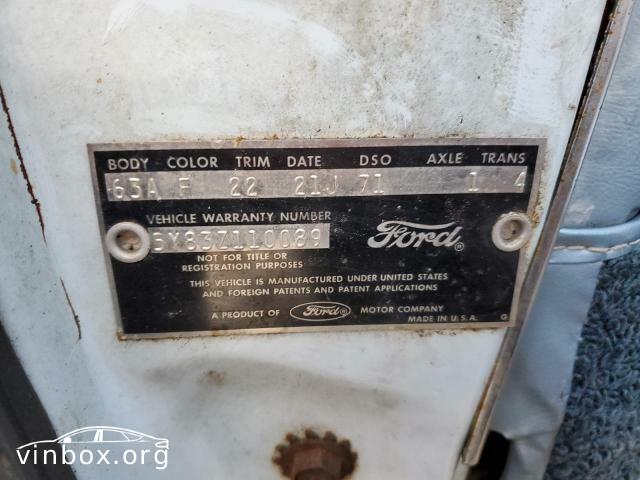 BODY COLOR TRIM DATE DSO AXLE TRANS
63A F 22 21J 71 1 4
VEHICLE WARRANTY NUMBER
5Y83Z110089
Ford
NOT FOR TITLE OR
REGISTRATION PURPOSES
THIS VEHICLE IS MANUFACTURED UNDER UNITED STATES
AND FOREIGN PATENTS AND PATENT APPLICATIONS
A PRODUCT OF Ford MOTOR COMPANY
MADE IN U.S.A. G
vinbox.org